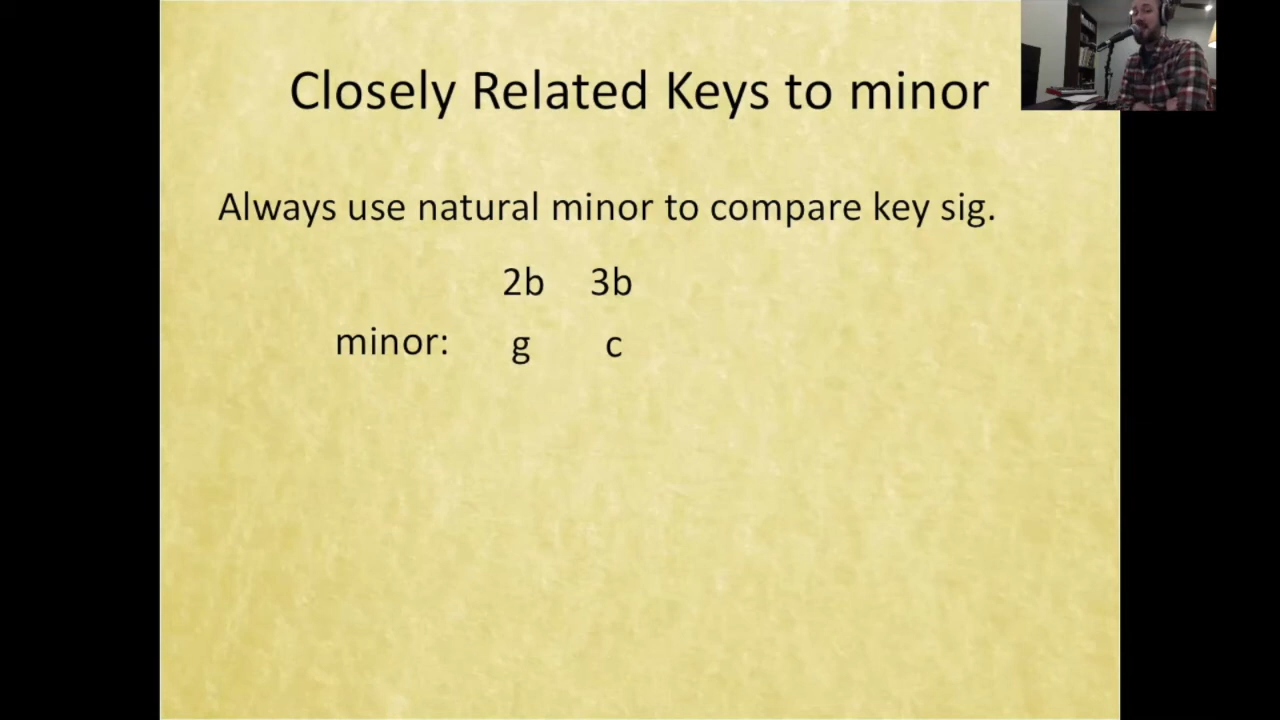 Closely Related Keys to minor
Always use natural minor to compare key sig.
2b 3b
minor: g c